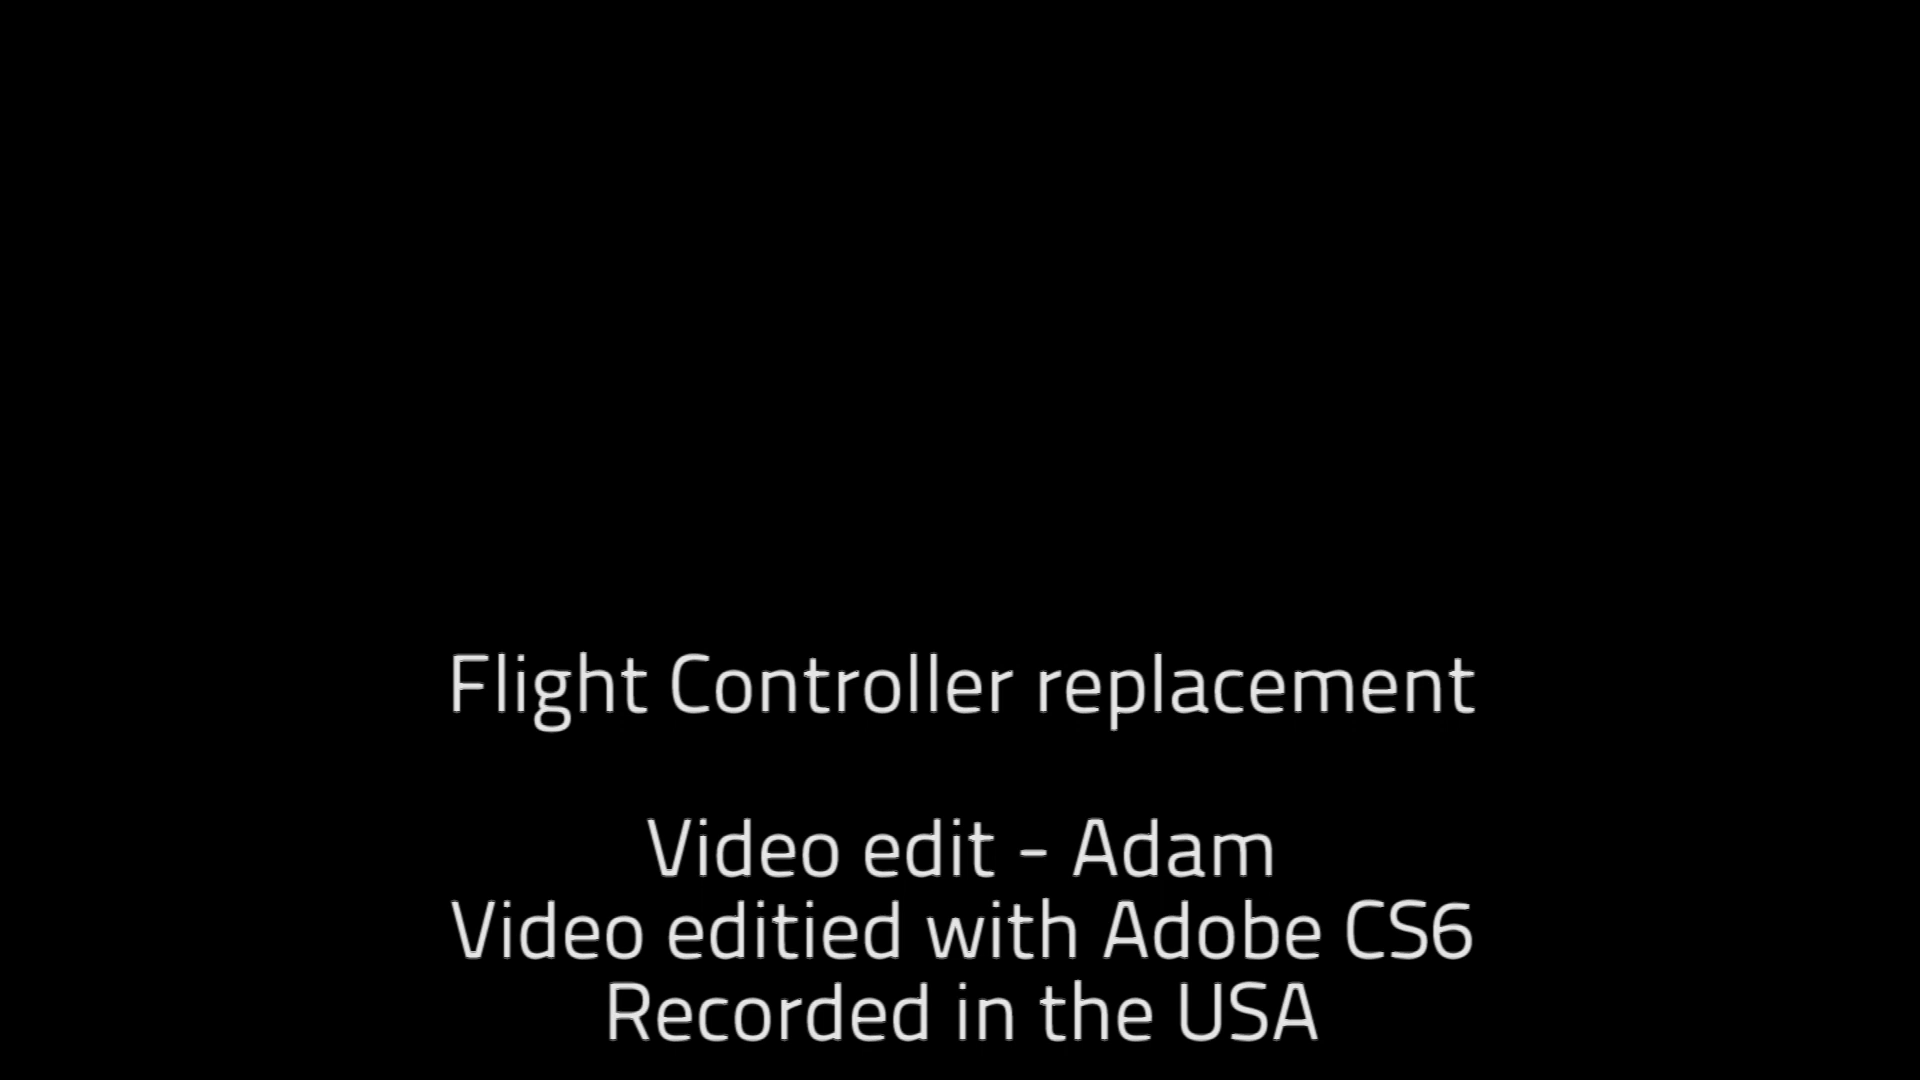 Flight Controller replacement
Video edit - Adam
Video editied with Adobe CS6
Recorded in the USA